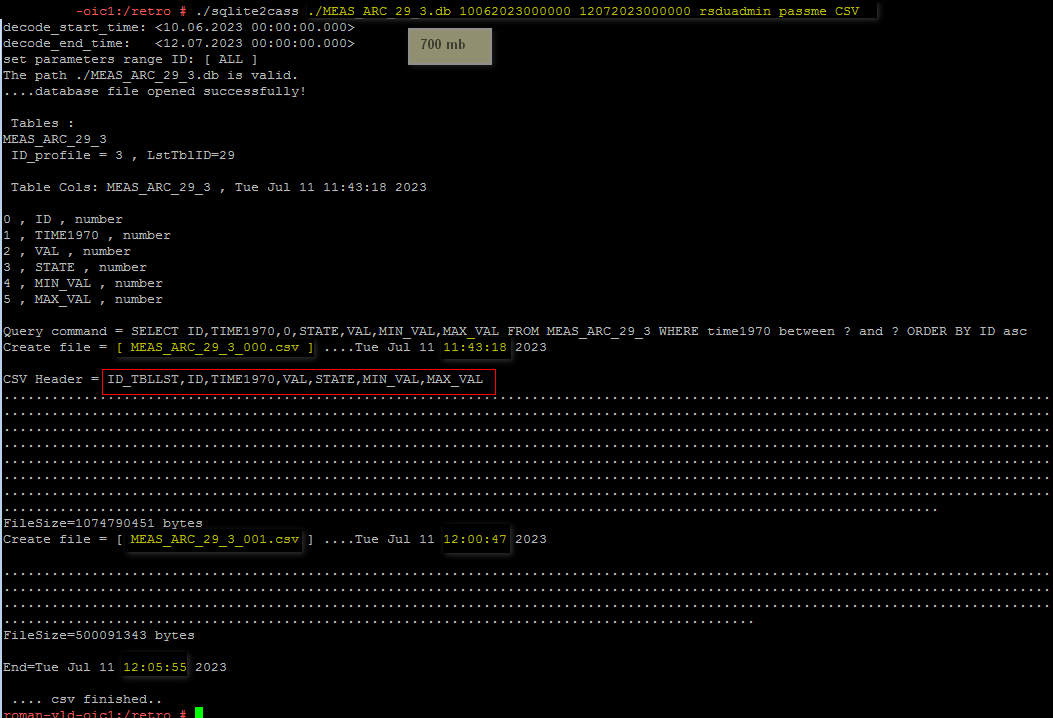 -oic1:/retro # ./sqlite2cass ./MEAS_ARC_29_3.db 10062023000000 12072023000000 rsduadmin passme CSV
decode_start_time: <10.06.2023 00:00:00.000>
decode_end_time:   <12.07.2023 00:00:00.000>
700 mb
set parameters range ID: [ ALL ]
The path ./MEAS_ARC_29_3.db is valid.
....database file opened successfully!
Tables :
MEAS_ARC_29_3
ID_profile = 3 , LstTblID=29
Table Cols: MEAS_ARC_29_3 , Tue Jul 11 11:43:18 2023
0 , ID , number
1 , TIME1970 , number
2 , VAL , number
3 , STATE , number
4 , MIN_VAL , number
5 , MAX_VAL , number
Query command = SELECT ID,TIME1970,0,STATE,VAL,MIN_VAL,MAX_VAL FROM MEAS_ARC_29_3 WHERE time1970 between ? and ? ORDER BY ID asc
Create file = [ MEAS_ARC_29_3_000.csv ] ....Tue Jul 11 11:43:18 2023
CSV Header = ID_TBLLST,ID,TIME1970,VAL,STATE,MIN_VAL,MAX_VAL
FileSize=1074790451 bytes
Create file = [ MEAS_ARC_29_3_001.csv ] ....Tue Jul 11 12:00:47 2023
FileSize=500091343 bytes
End=Tue Jul 11 12:05:55 2023
.... csv finished..
roman-vld-oic1:/retro #